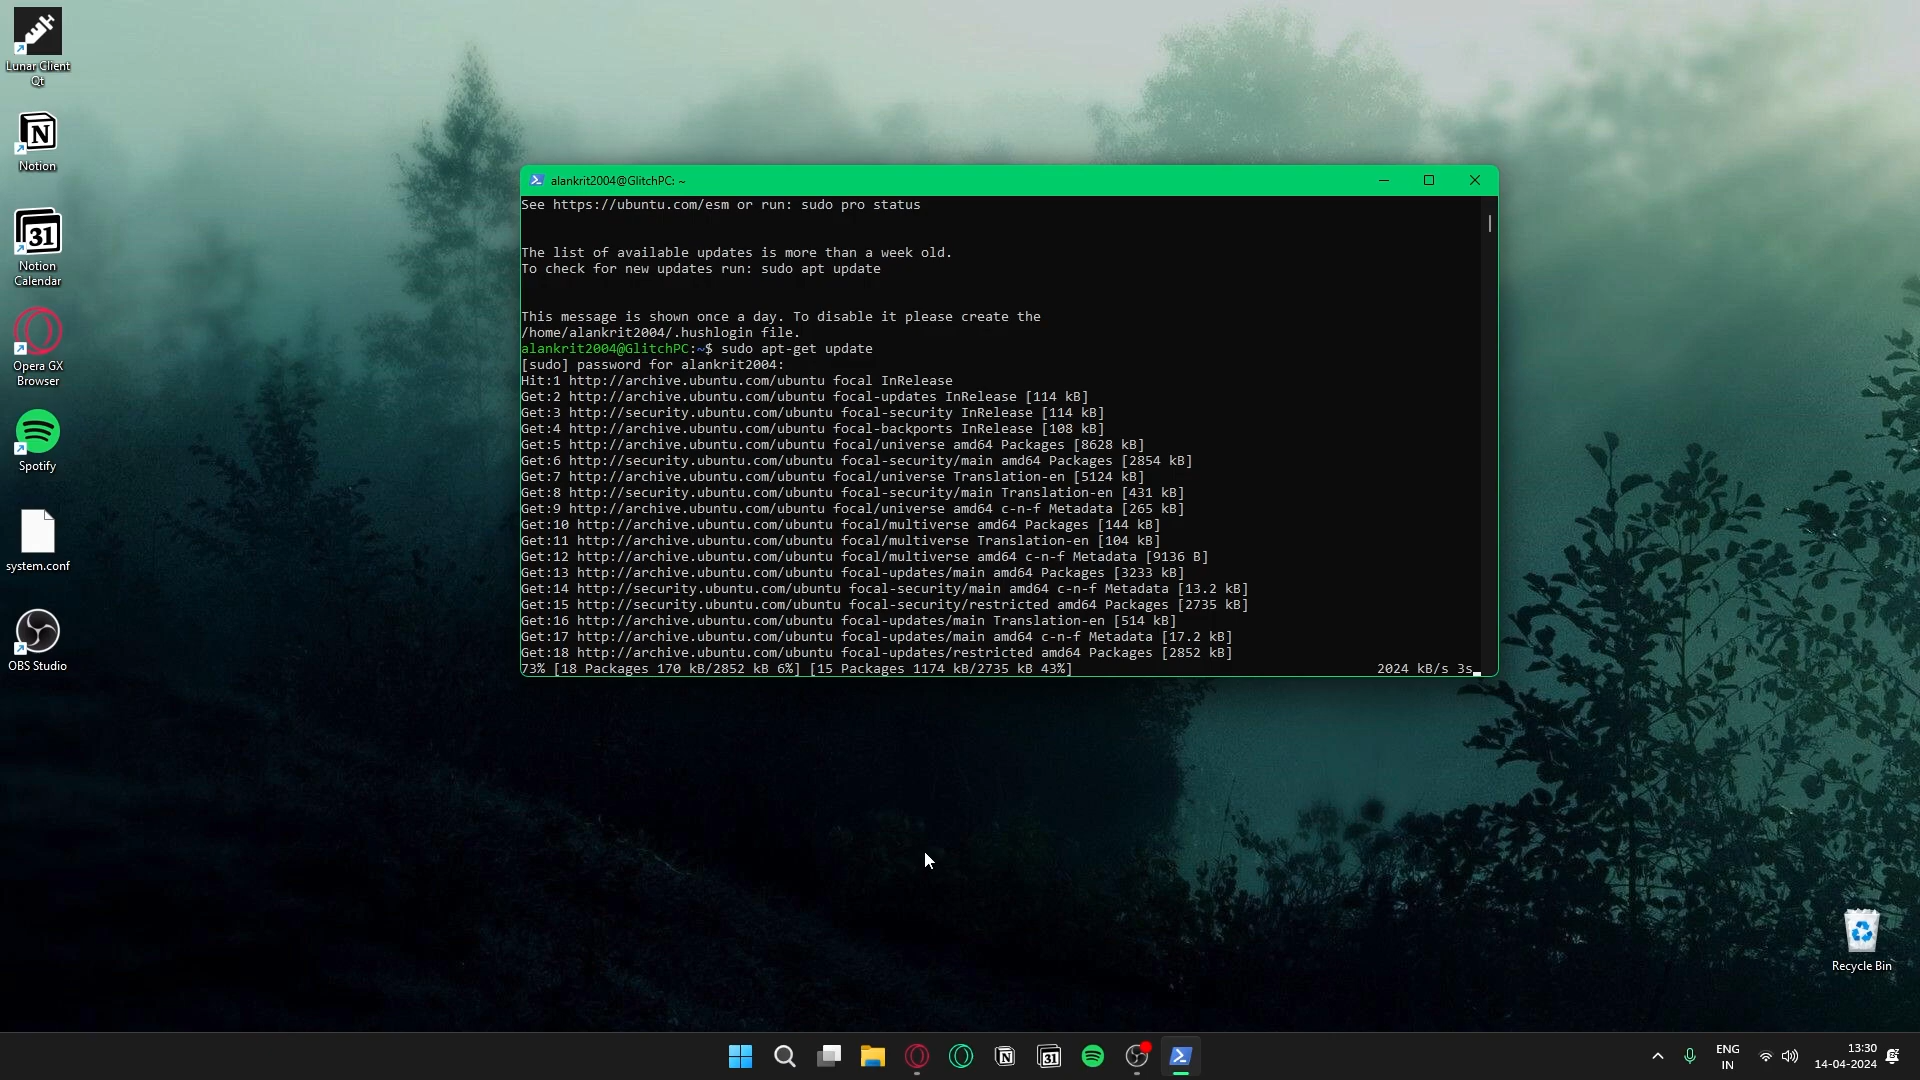 Lunar Client
Qt
Notion
31
Notion
Calendar
Opera GX
Browser
Spotify
system.conf
OBS Studio
alankrit2004@GlitchPC: ~
See https://ubuntu.com/esm or run: sudo pro status
The list of available updates is more than a week old.
To check for new updates run: sudo apt update
This message is shown once a day. To disable it please create the
/home/alankrit2004/.hushlogin file.
alankrit2004@GlitchPC:~$ sudo apt-get update
[sudo] password for alankrit2004:
Hit:1 http://archive.ubuntu.com/ubuntu focal InRelease
Get:2 http://archive.ubuntu.com/ubuntu focal-updates InRelease [114 kB]
Get:3 http://security.ubuntu.com/ubuntu focal-security InRelease [114 kB]
Get:4 http://archive.ubuntu.com/ubuntu focal-backports InRelease [108 kB]
Get:5 http://archive.ubuntu.com/ubuntu focal/universe amd64 Packages [8628 kB]
Get:6 http://security.ubuntu.com/ubuntu focal-security/main amd64 Packages [2854 kB]
Get:7 http://archive.ubuntu.com/ubuntu focal/universe Translation-en [5124 kB]
Get:8 http://security.ubuntu.com/ubuntu focal-security/main Translation-en [431 kB]
Get:9 http://archive.ubuntu.com/ubuntu focal/universe amd64 c-n-f Metadata [265 kB]
Get:10 http://archive.ubuntu.com/ubuntu focal/multiverse amd64 Packages [144 kB]
Get:11 http://archive.ubuntu.com/ubuntu focal/multiverse Translation-en [104 kB]
Get:12 http://archive.ubuntu.com/ubuntu focal/multiverse amd64 c-n-f Metadata [9136 B]
Get:13 http://archive.ubuntu.com/ubuntu focal-updates/main amd64 Packages [3233 kB]
Get:14 http://security.ubuntu.com/ubuntu focal-security/main amd64 c-n-f Metadata [13.2 kB]
Get:15 http://security.ubuntu.com/ubuntu focal-security/restricted amd64 Packages [2735 kB]
Get:16 http://archive.ubuntu.com/ubuntu focal-updates/main Translation-en [514 kB]
Get:17 http://archive.ubuntu.com/ubuntu focal-updates/main amd64 c-n-f Metadata [17.2 kB]
Get:18 http://archive.ubuntu.com/ubuntu focal-updates/restricted amd64 Packages [2852 kB]
73% [18 Packages 170 kB/2852 kB 6%] [15 Packages 1174 kB/2735 kB 43%] 2024 kB/s 3s
Recycle Bin
31
ENG
IN
13:30
14-04-2024